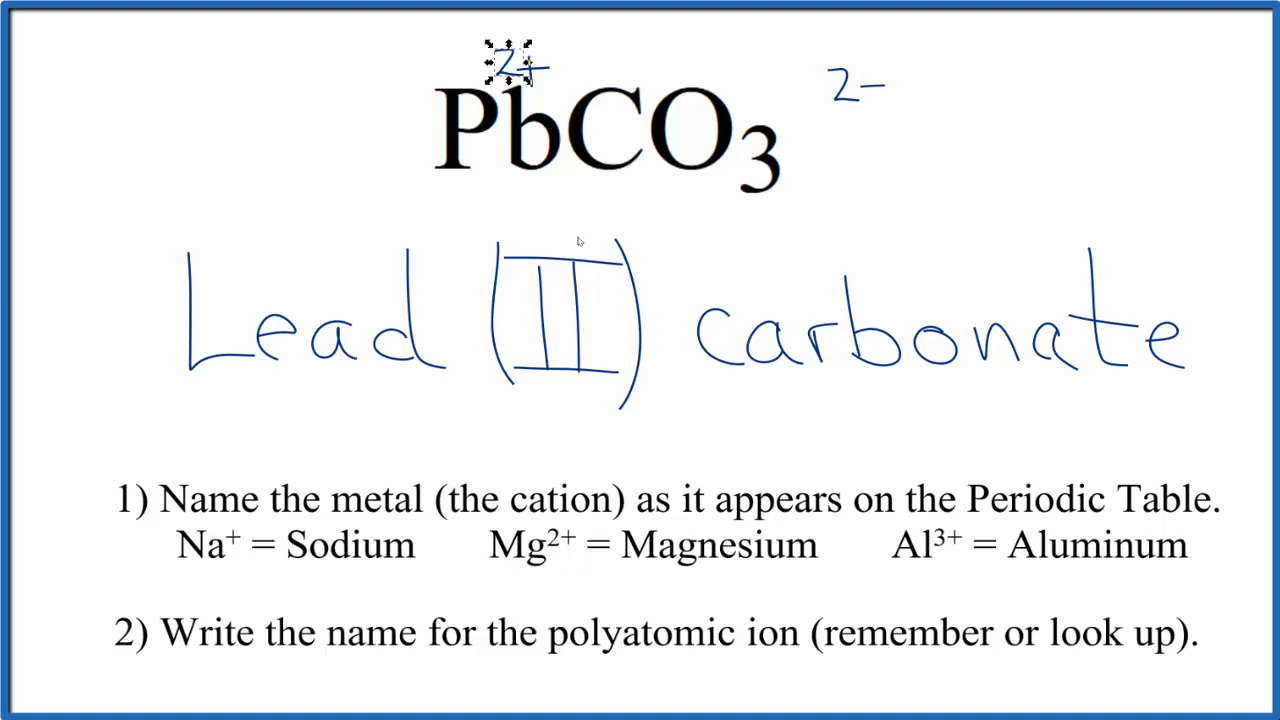 2+ 2-
PbCO₃
Lead (II) carbonate
1) Name the metal (the cation) as it appears on the Periodic Table.
Na⁺ = Sodium Mg²⁺ = Magnesium Al³⁺ = Aluminum
2) Write the name for the polyatomic ion (remember or look up).